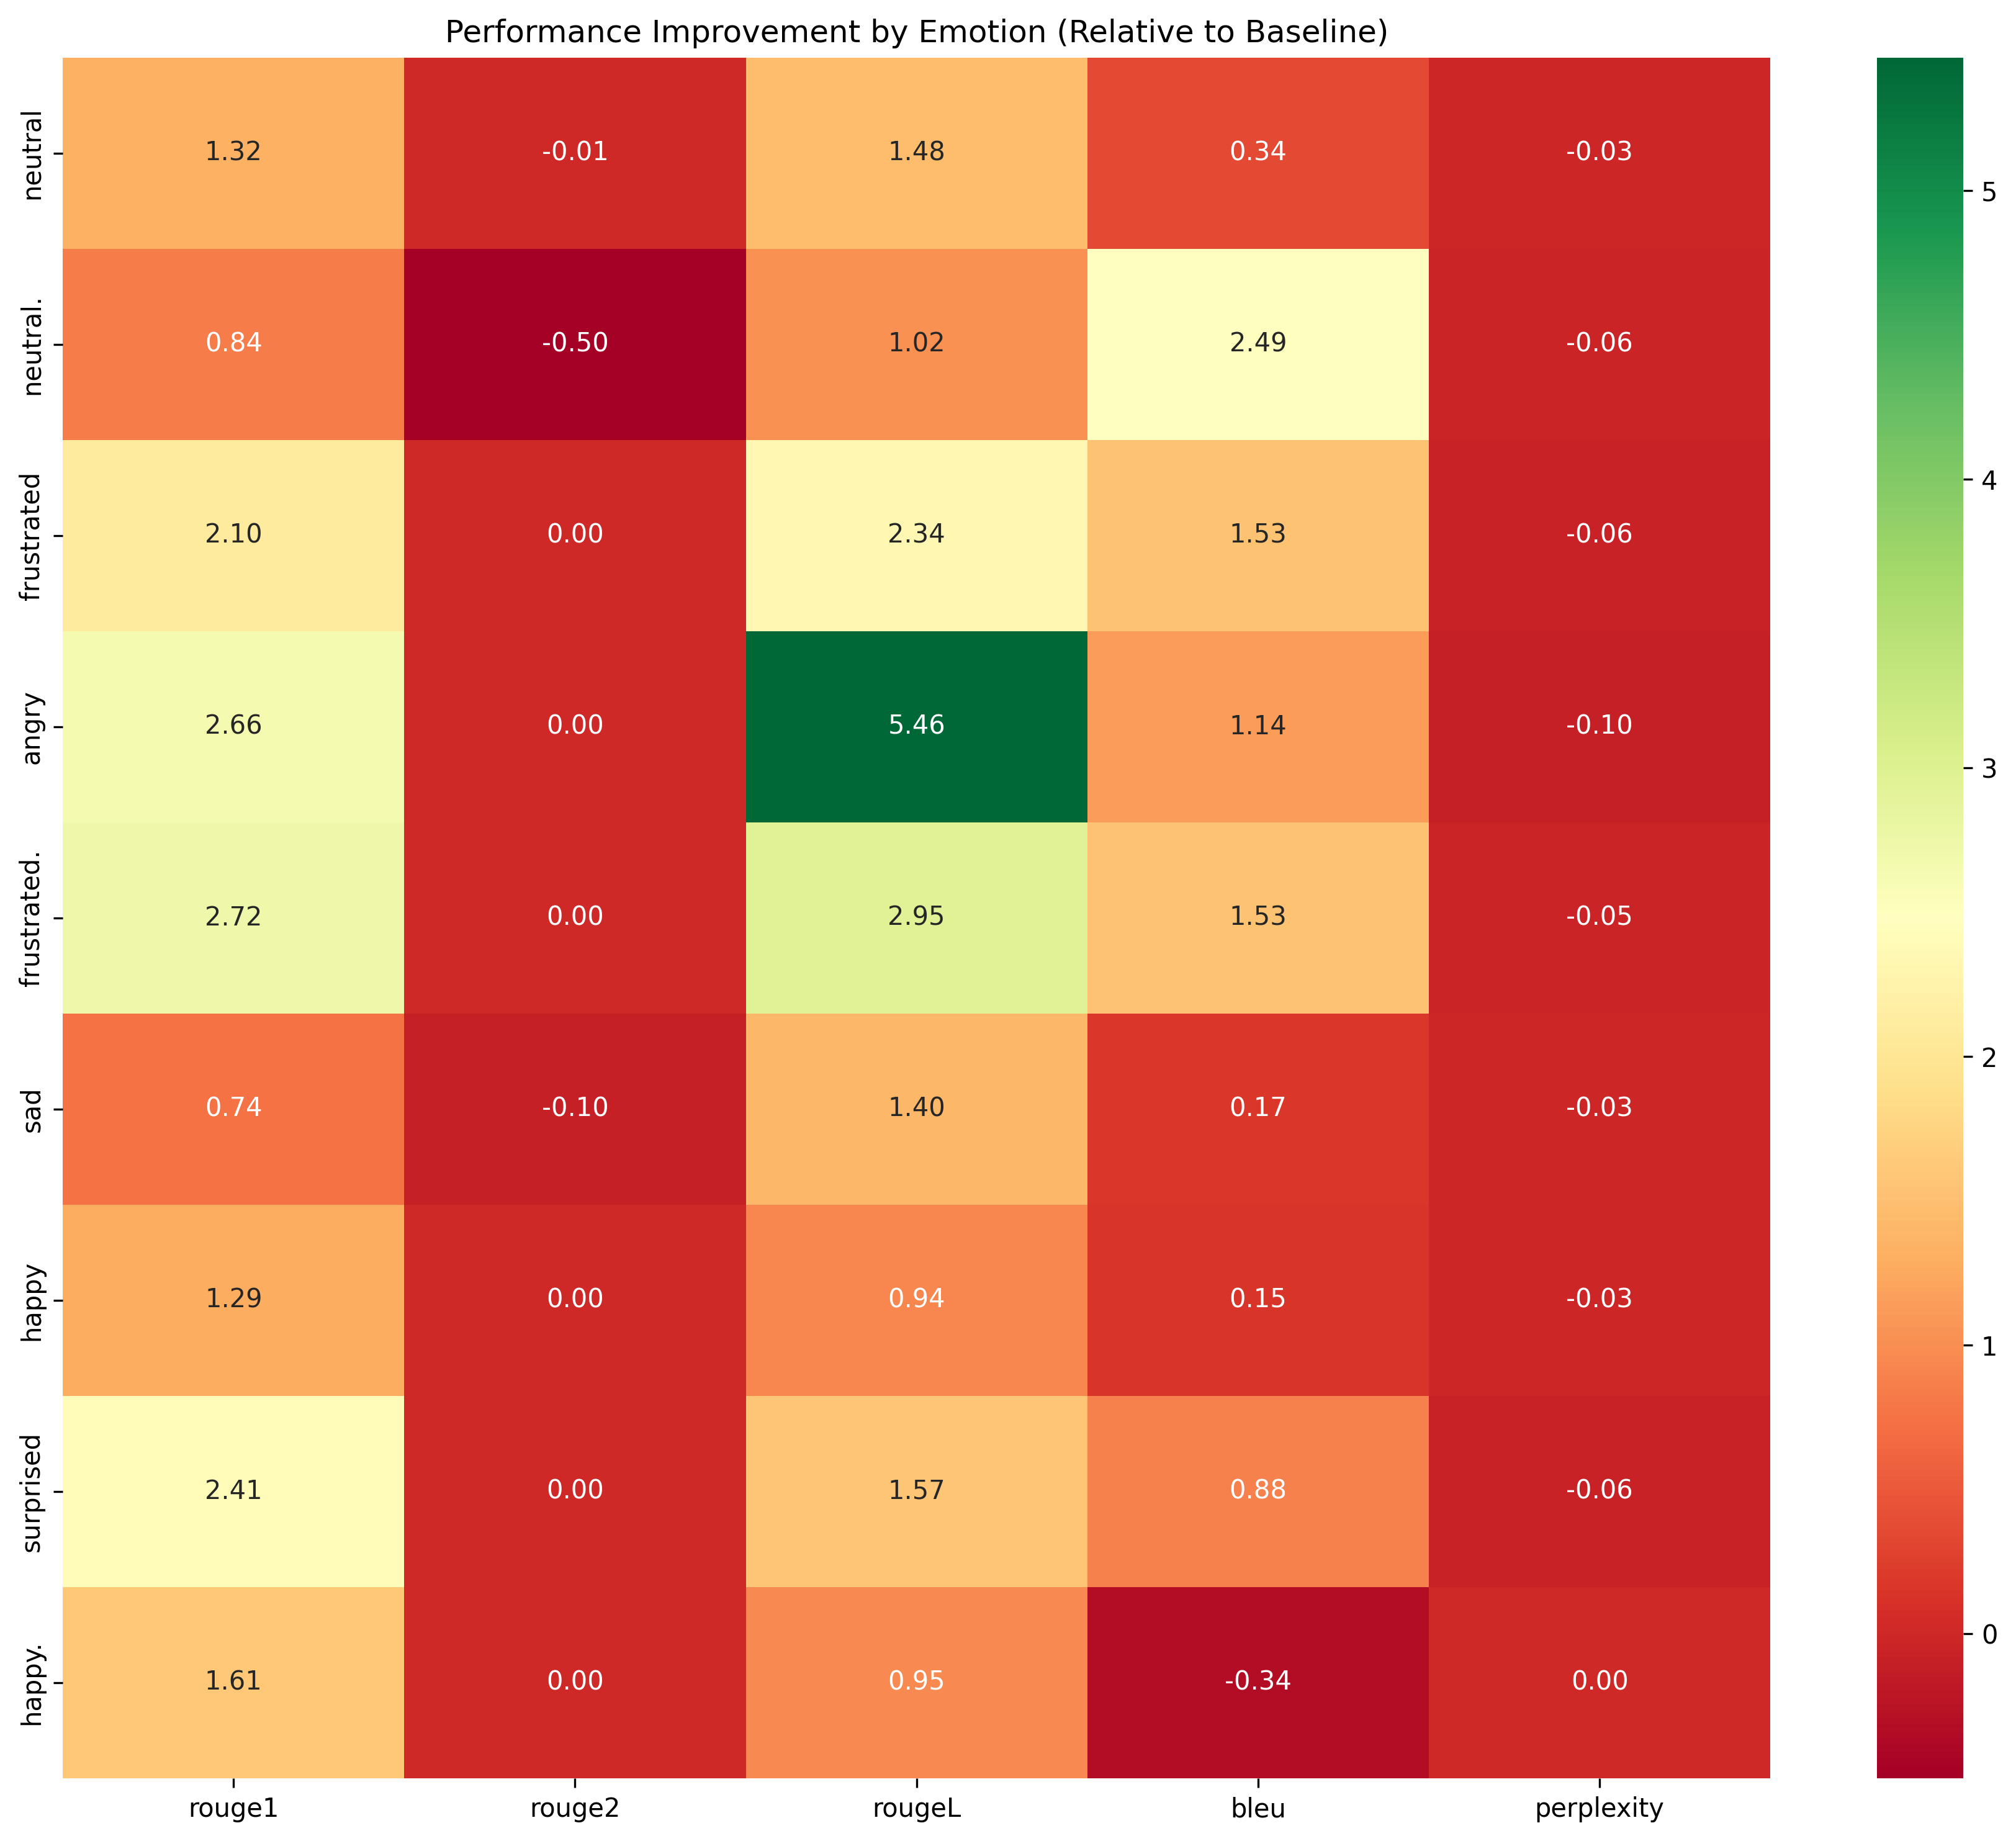 Performance Improvement by Emotion (Relative to Baseline)
neutral 1.32 -0.01 1.48 0.34 -0.03
neutral. 0.84 -0.50 1.02 2.49 -0.06
frustrated 2.10 0.00 2.34 1.53 -0.06
angry 2.66 0.00 5.46 1.14 -0.10
frustrated. 2.72 0.00 2.95 1.53 -0.05
sad 0.74 -0.10 1.40 0.17 -0.03
happy 1.29 0.00 0.94 0.15 -0.03
surprised 2.41 0.00 1.57 0.88 -0.06
happy. 1.61 0.00 0.95 -0.34 0.00
rouge1 rouge2 rougeL bleu perplexity
5
4
3
2
1
0